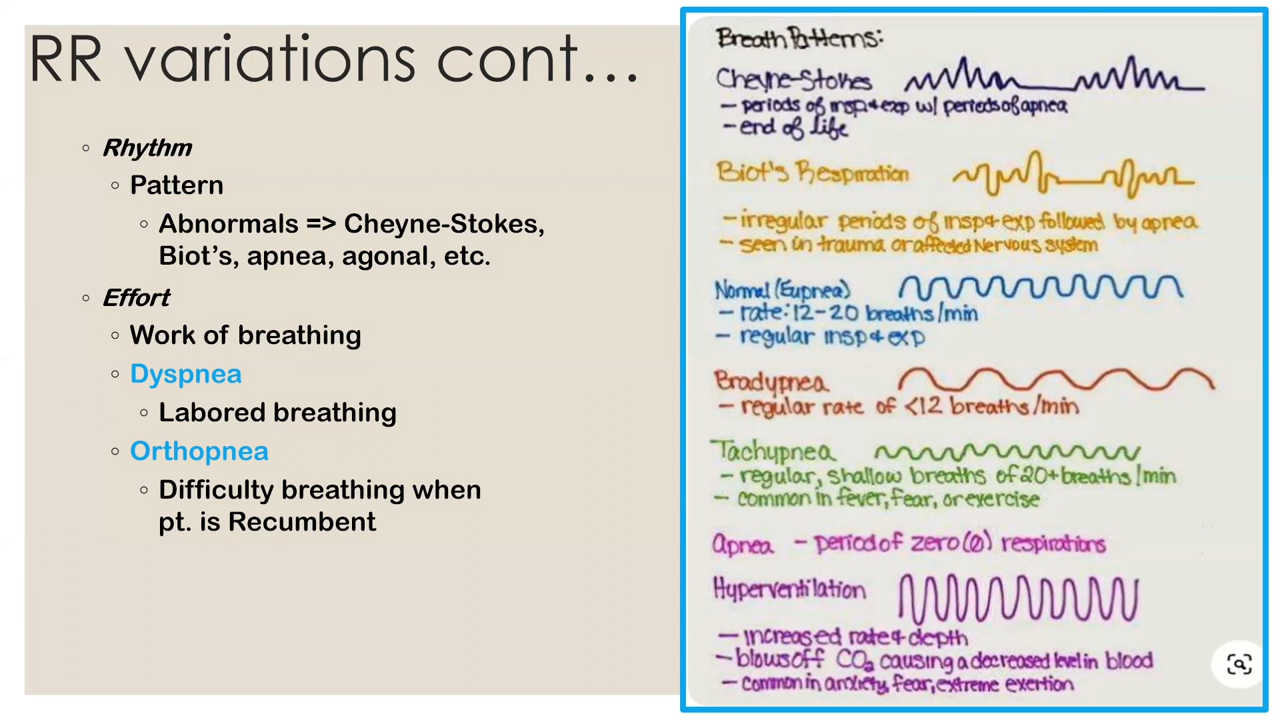 RR variations cont…
Rhythm
Pattern
Abnormals => Cheyne-Stokes,
Biot's, apnea, agonal, etc.
Effort
Work of breathing
Dyspnea
Labored breathing
Orthopnea
Difficulty breathing when
pt. is Recumbent
Breath Patterns:
Cheyne-Stokes
- periods of insp + exp w/ periods of apnea
- end of life
Biot's Respiration
- irregular periods of insp + exp followed by apnea
- seen in trauma or affected Nervous system
Normal (Eupnea)
- rate: 12-20 breaths/min
- regular insp + exp
Bradypnea
- regular rate of <12 breaths/min
Tachypnea
- regular, shallow breaths of 20+ breaths/min
- common in fever, fear, or exercise
Apnea - period of zero (0) respirations
Hyperventilation
- increased rate + depth
- blows off CO2 causing a decreased level in blood
- common in anxiety, fear, extreme exertion